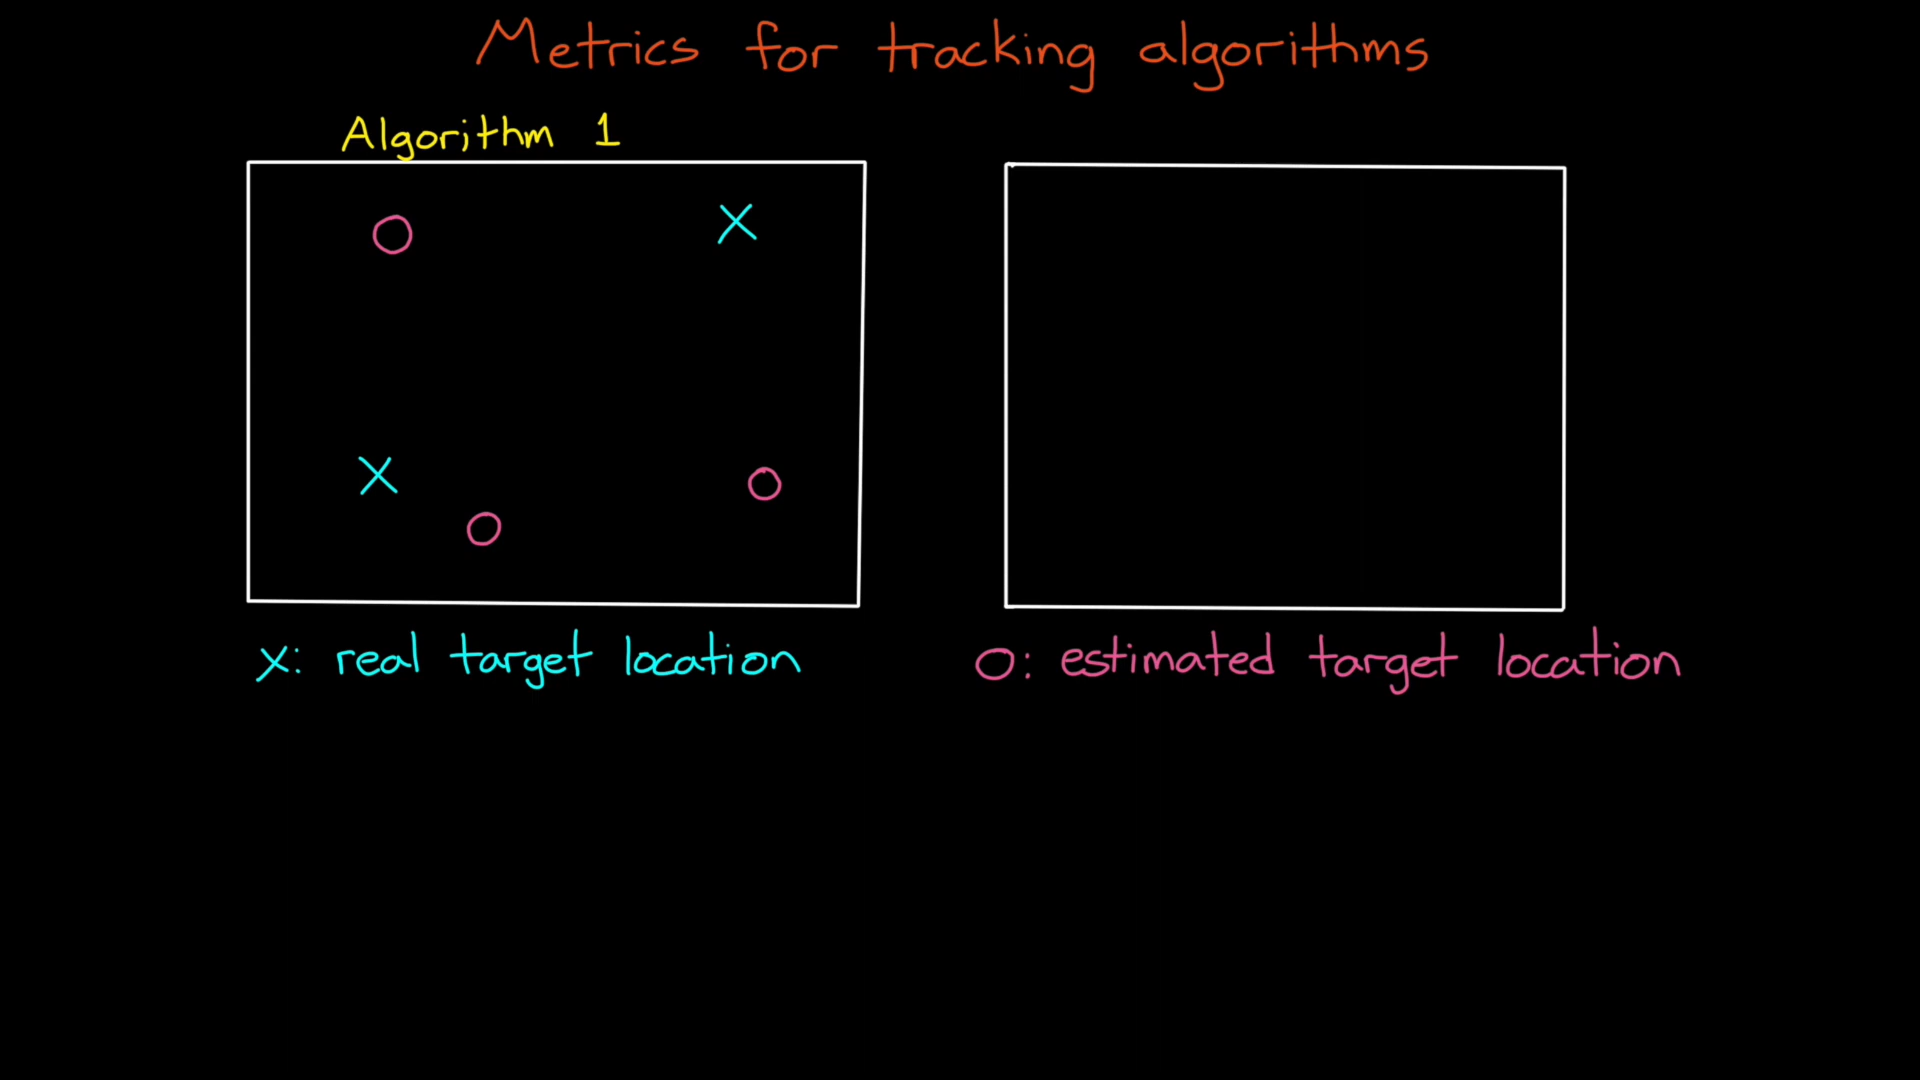 Metrics for tracking algorithms
Algorithm 1
x: real target location
o: estimated target location